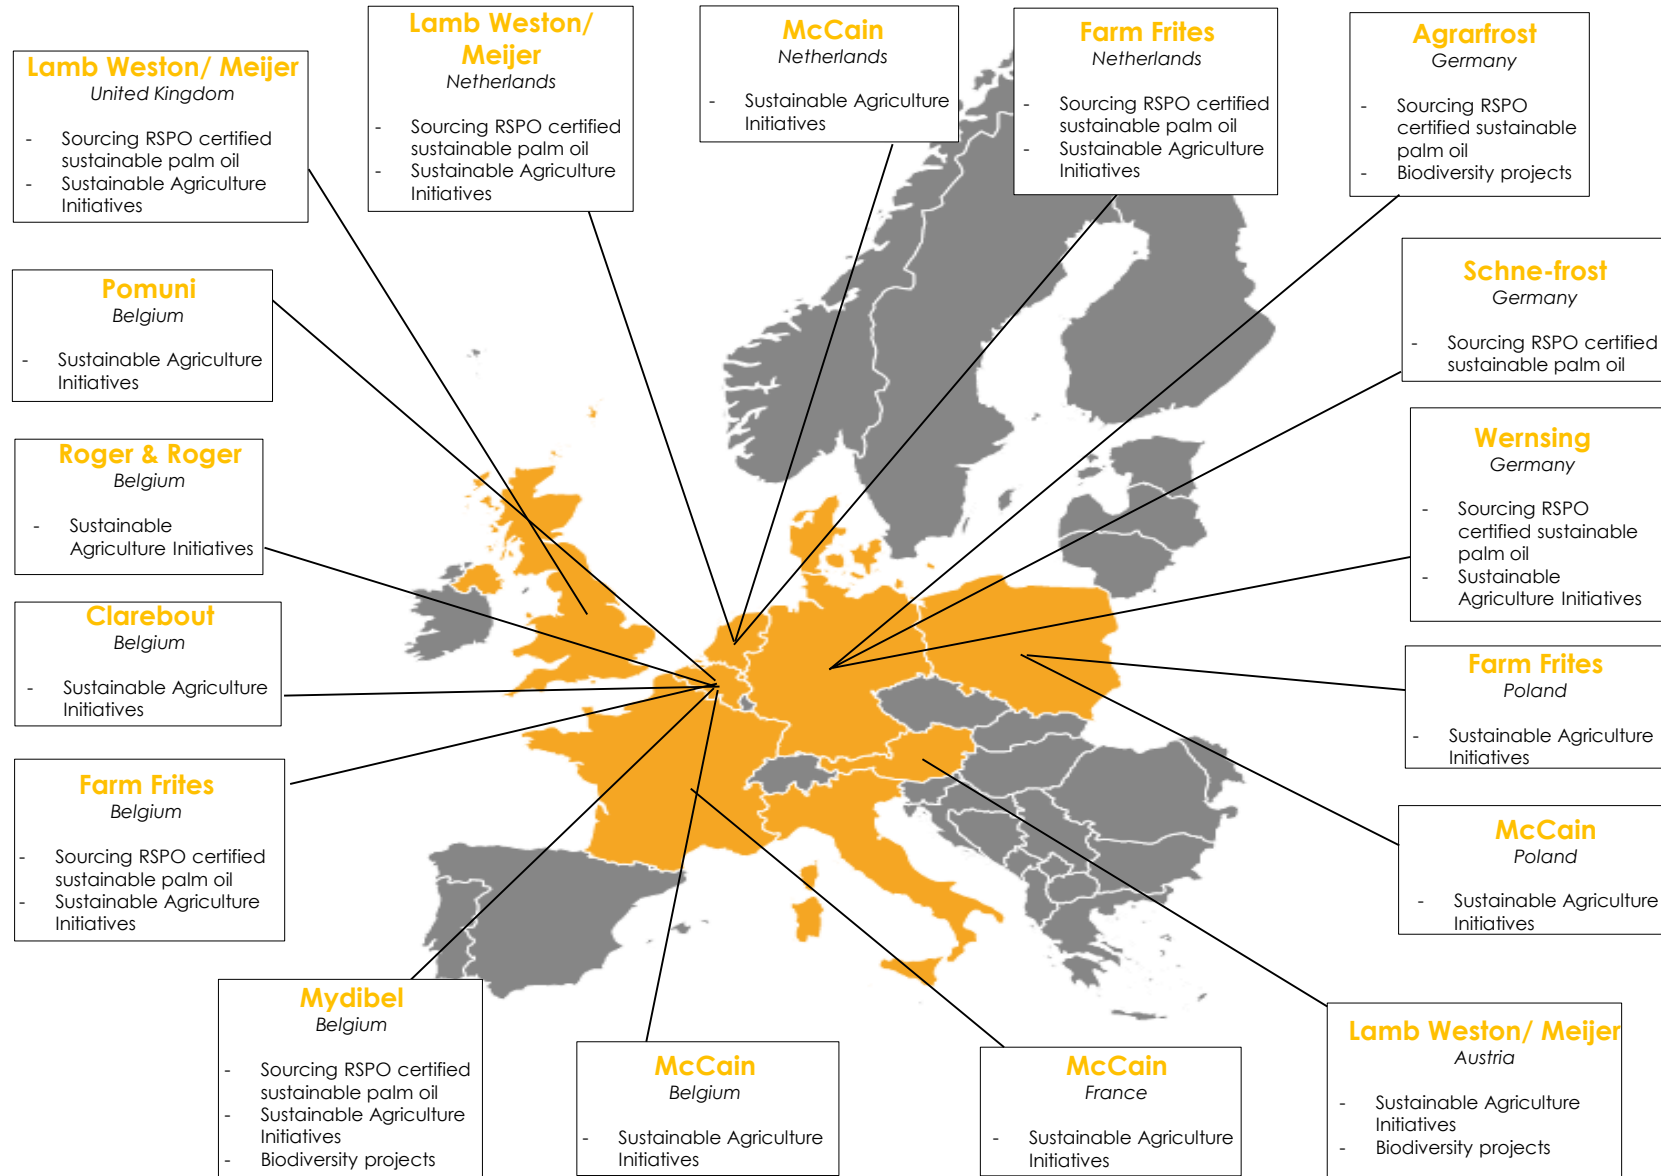 Lamb Weston/ Meijer
United Kingdom
- Sourcing RSPO certified
sustainable palm oil
- Sustainable Agriculture
Initiatives
Lamb Weston/
Meijer
Netherlands
- Sourcing RSPO certified
sustainable palm oil
- Sustainable Agriculture
Initiatives
McCain
Netherlands
- Sustainable Agriculture
Initiatives
Farm Frites
Netherlands
- Sourcing RSPO certified
sustainable palm oil
- Sustainable Agriculture
Initiatives
Agrarfrost
Germany
- Sourcing RSPO
certified sustainable
palm oil
- Biodiversity projects
Pomuni
Belgium
- Sustainable Agriculture
Initiatives
Schne-frost
Germany
- Sourcing RSPO certified
sustainable palm oil
Roger & Roger
Belgium
- Sustainable
Agriculture Initiatives
Wernsing
Germany
- Sourcing RSPO
certified sustainable
palm oil
- Sustainable
Agriculture Initiatives
Clarebout
Belgium
- Sustainable Agriculture
Initiatives
Farm Frites
Poland
- Sustainable Agriculture
Initiatives
Farm Frites
Belgium
- Sourcing RSPO certified
sustainable palm oil
- Sustainable Agriculture
Initiatives
McCain
Poland
- Sustainable Agriculture
Initiatives
Mydibel
Belgium
- Sourcing RSPO certified
sustainable palm oil
- Sustainable Agriculture
Initiatives
- Biodiversity projects
McCain
Belgium
- Sustainable Agriculture
Initiatives
McCain
France
- Sustainable Agriculture
Initiatives
Lamb Weston/ Meijer
Austria
- Sustainable Agriculture
Initiatives
- Biodiversity projects